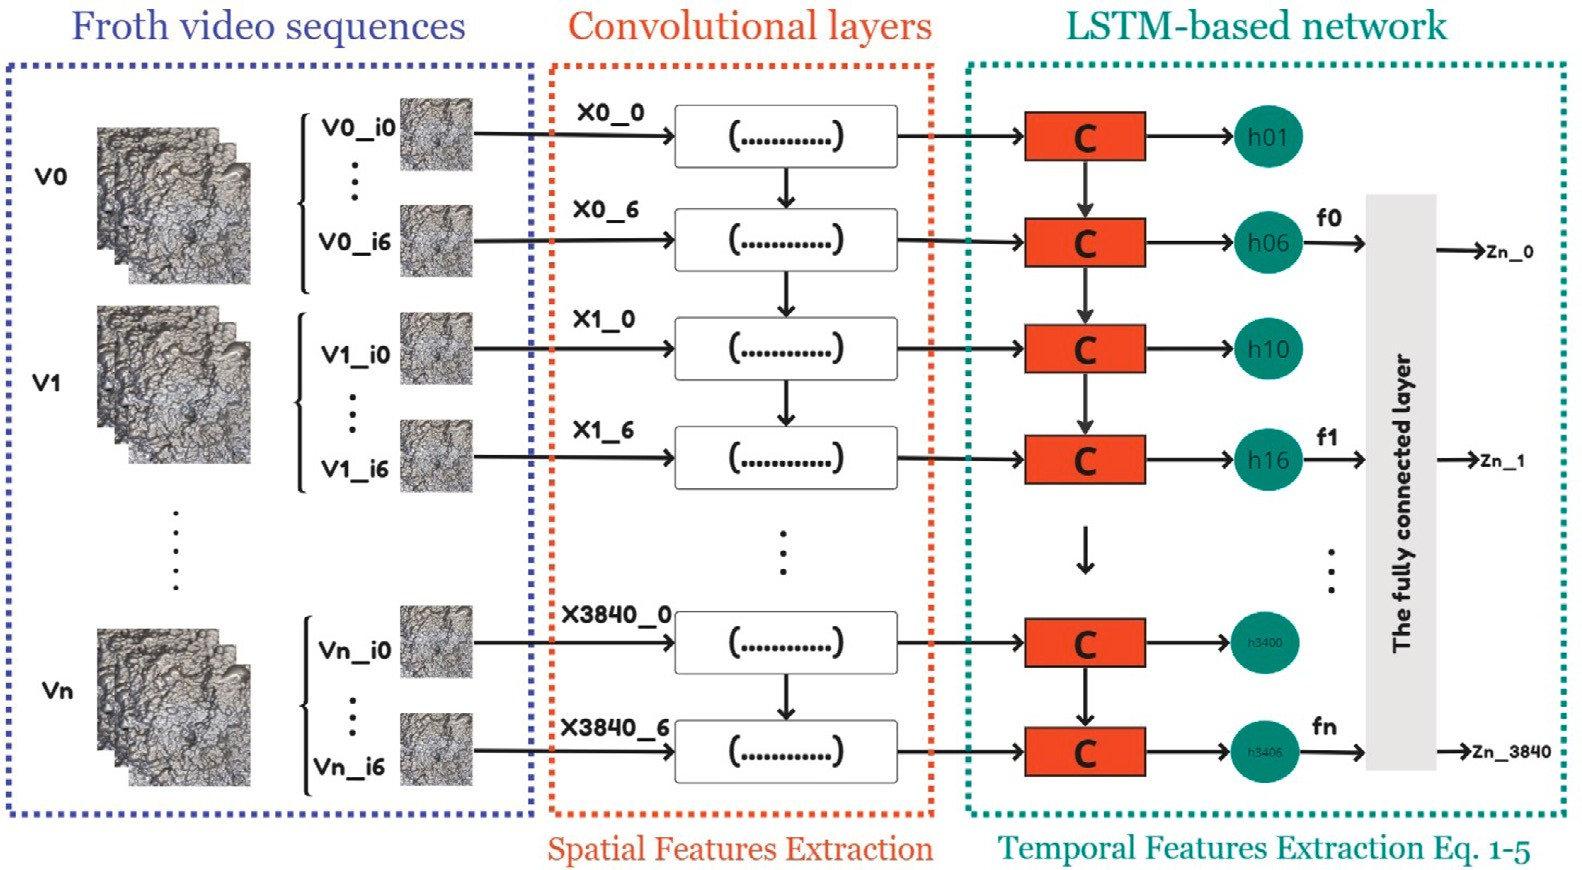 Froth video sequences
Convolutional layers
LSTM-based network
V0
V0_i0
V0_i6
X0_0
(............)
C
h01
X0_6
(............)
C
h06
f0
Zn_0
V1
V1_i0
V1_i6
X1_0
(............)
C
h10
X1_6
(............)
C
h16
f1
Zn_1
The fully connected layer
Vn
Vn_i0
Vn_i6
X3840_0
(............)
C
h3400
X3840_6
(............)
C
h3406
fn
Zn_3840
Spatial Features Extraction
Temporal Features Extraction Eq. 1-5